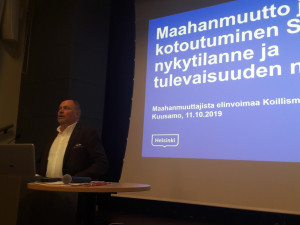 Maahanmuutto j
kotoutuminen S
nykytilanne ja
tulevaisuuden n
Maahanmuuttajista elinvoimaa Koillism
Kuusamo, 11.10.2019
Helsinki